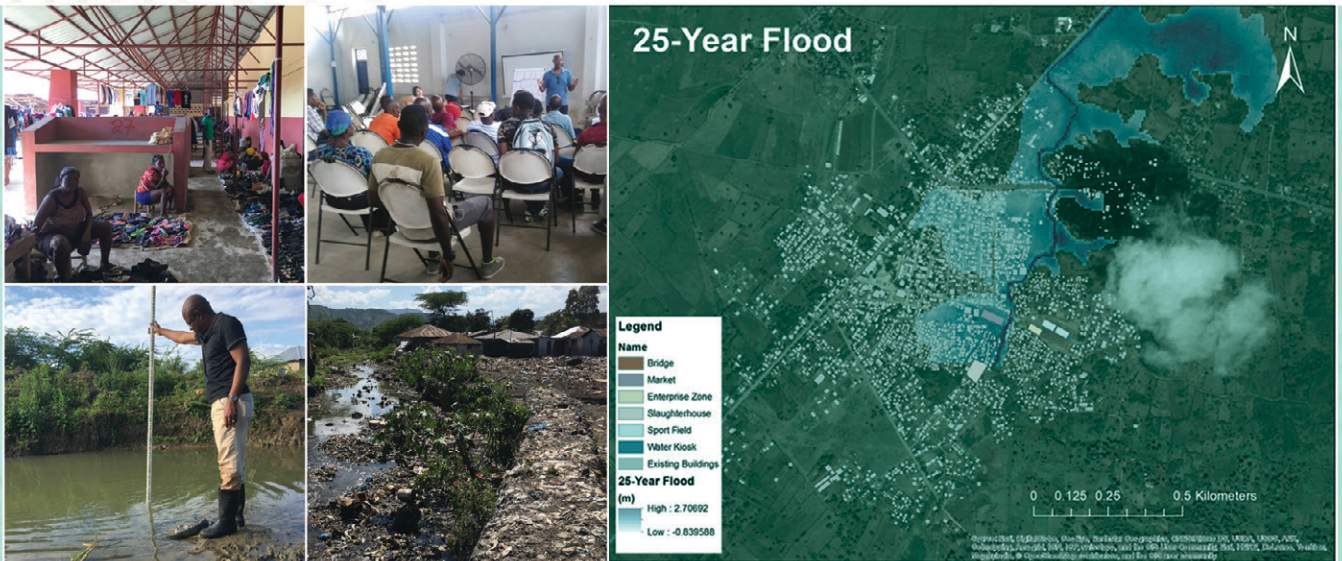 27
25-Year Flood
N
Legend
Name
Bridge
Market
Enterprise Zone
Slaughterhouse
Sport Field
Water Kiosk
Existing Buildings
25-Year Flood
(m)
High : 2.70692
Low : -0.839588
0 0.125 0.25 0.5 Kilometers